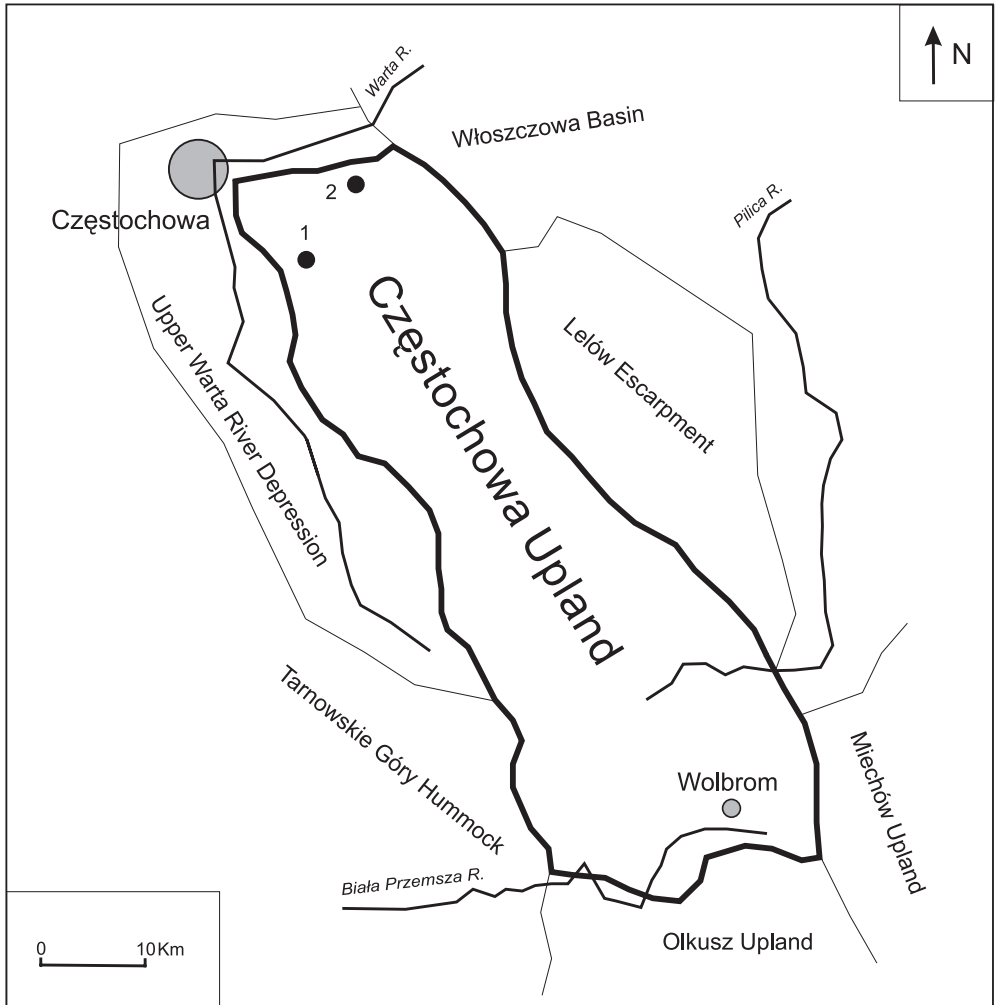 N
Warta R.
Włoszczowa Basin
2
Pilica R.
Częstochowa
1
Upper Warta River Depression
Częstochowa Upland
Lelów Escarpment
Tarnowskie Góry Hummock
Wolbrom
Miechów Upland
Biała Przemsza R.
Olkusz Upland
0 10Km